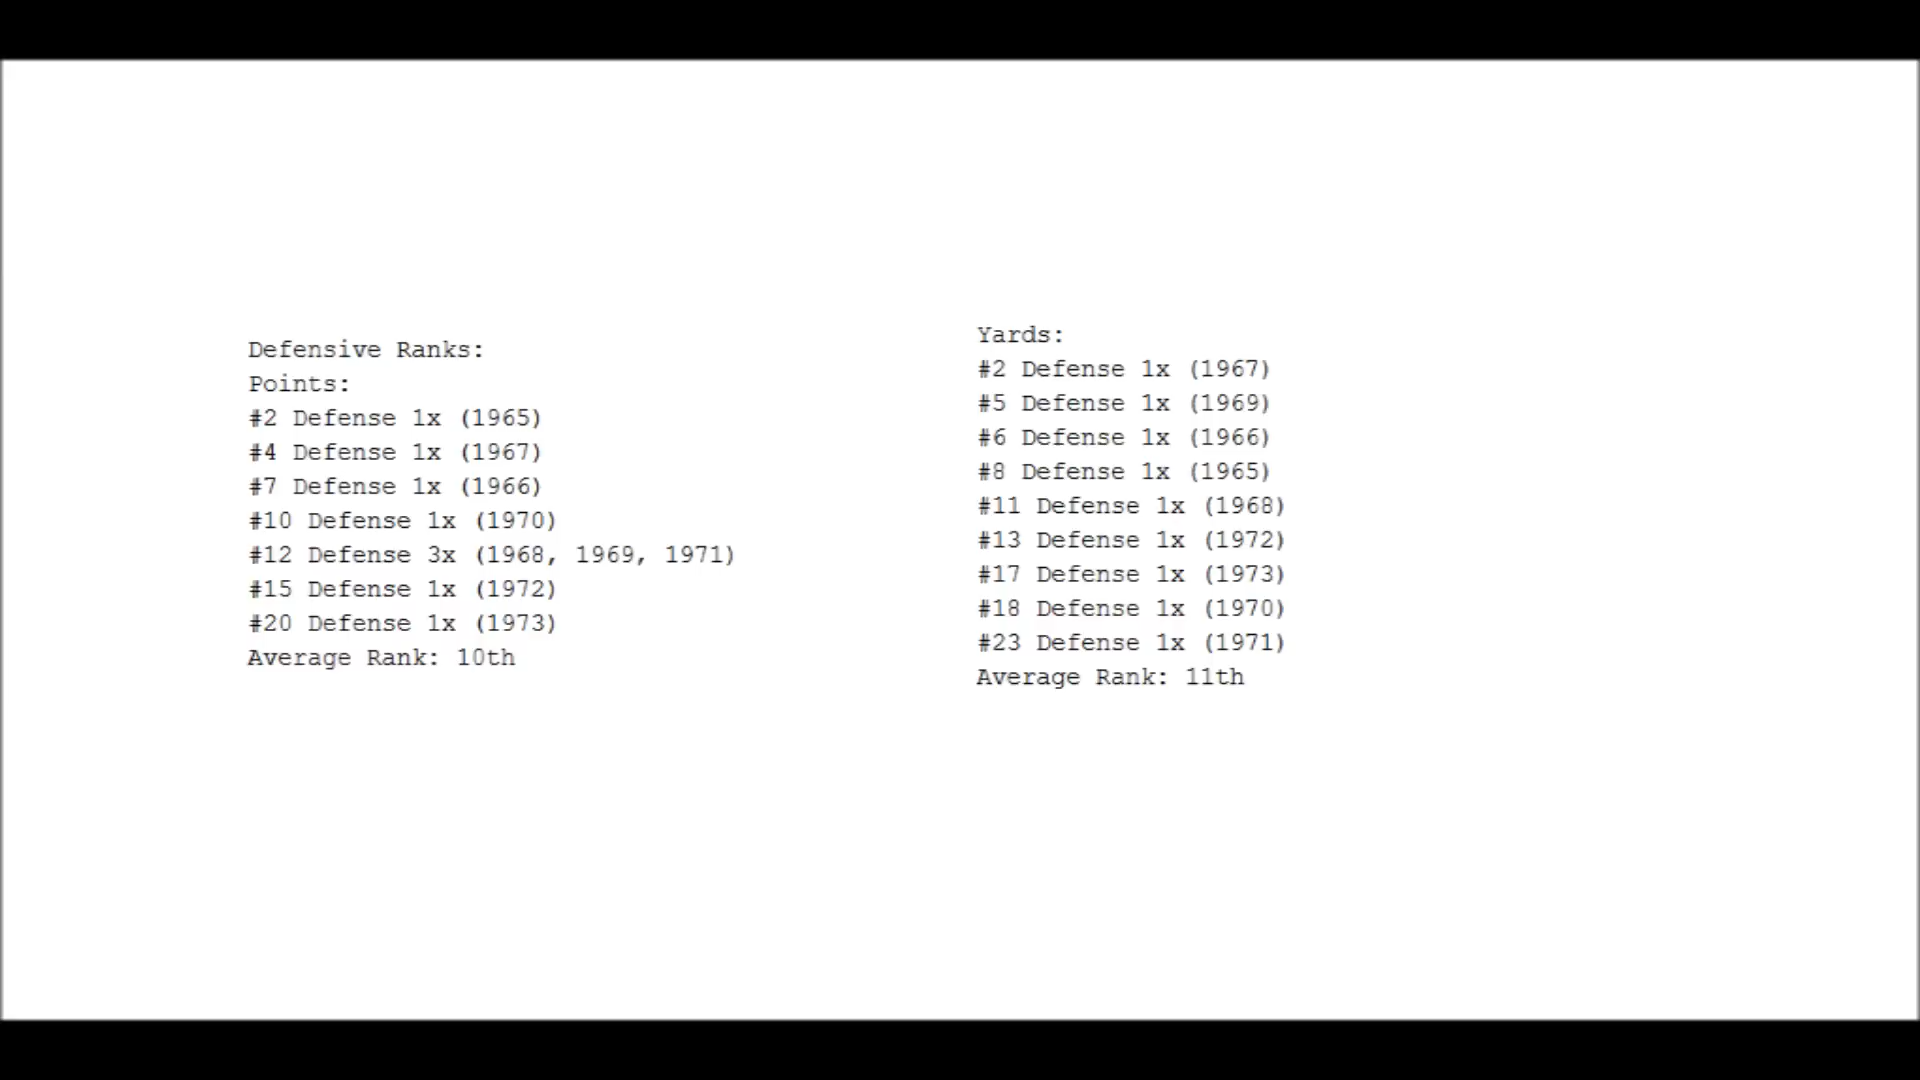 Defensive Ranks:
Points:
#2 Defense 1x (1965)
#4 Defense 1x (1967)
#7 Defense 1x (1966)
#10 Defense 1x (1970)
#12 Defense 3x (1968, 1969, 1971)
#15 Defense 1x (1972)
#20 Defense 1x (1973)
Average Rank: 10th
Yards:
#2 Defense 1x (1967)
#5 Defense 1x (1969)
#6 Defense 1x (1966)
#8 Defense 1x (1965)
#11 Defense 1x (1968)
#13 Defense 1x (1972)
#17 Defense 1x (1973)
#18 Defense 1x (1970)
#23 Defense 1x (1971)
Average Rank: 11th